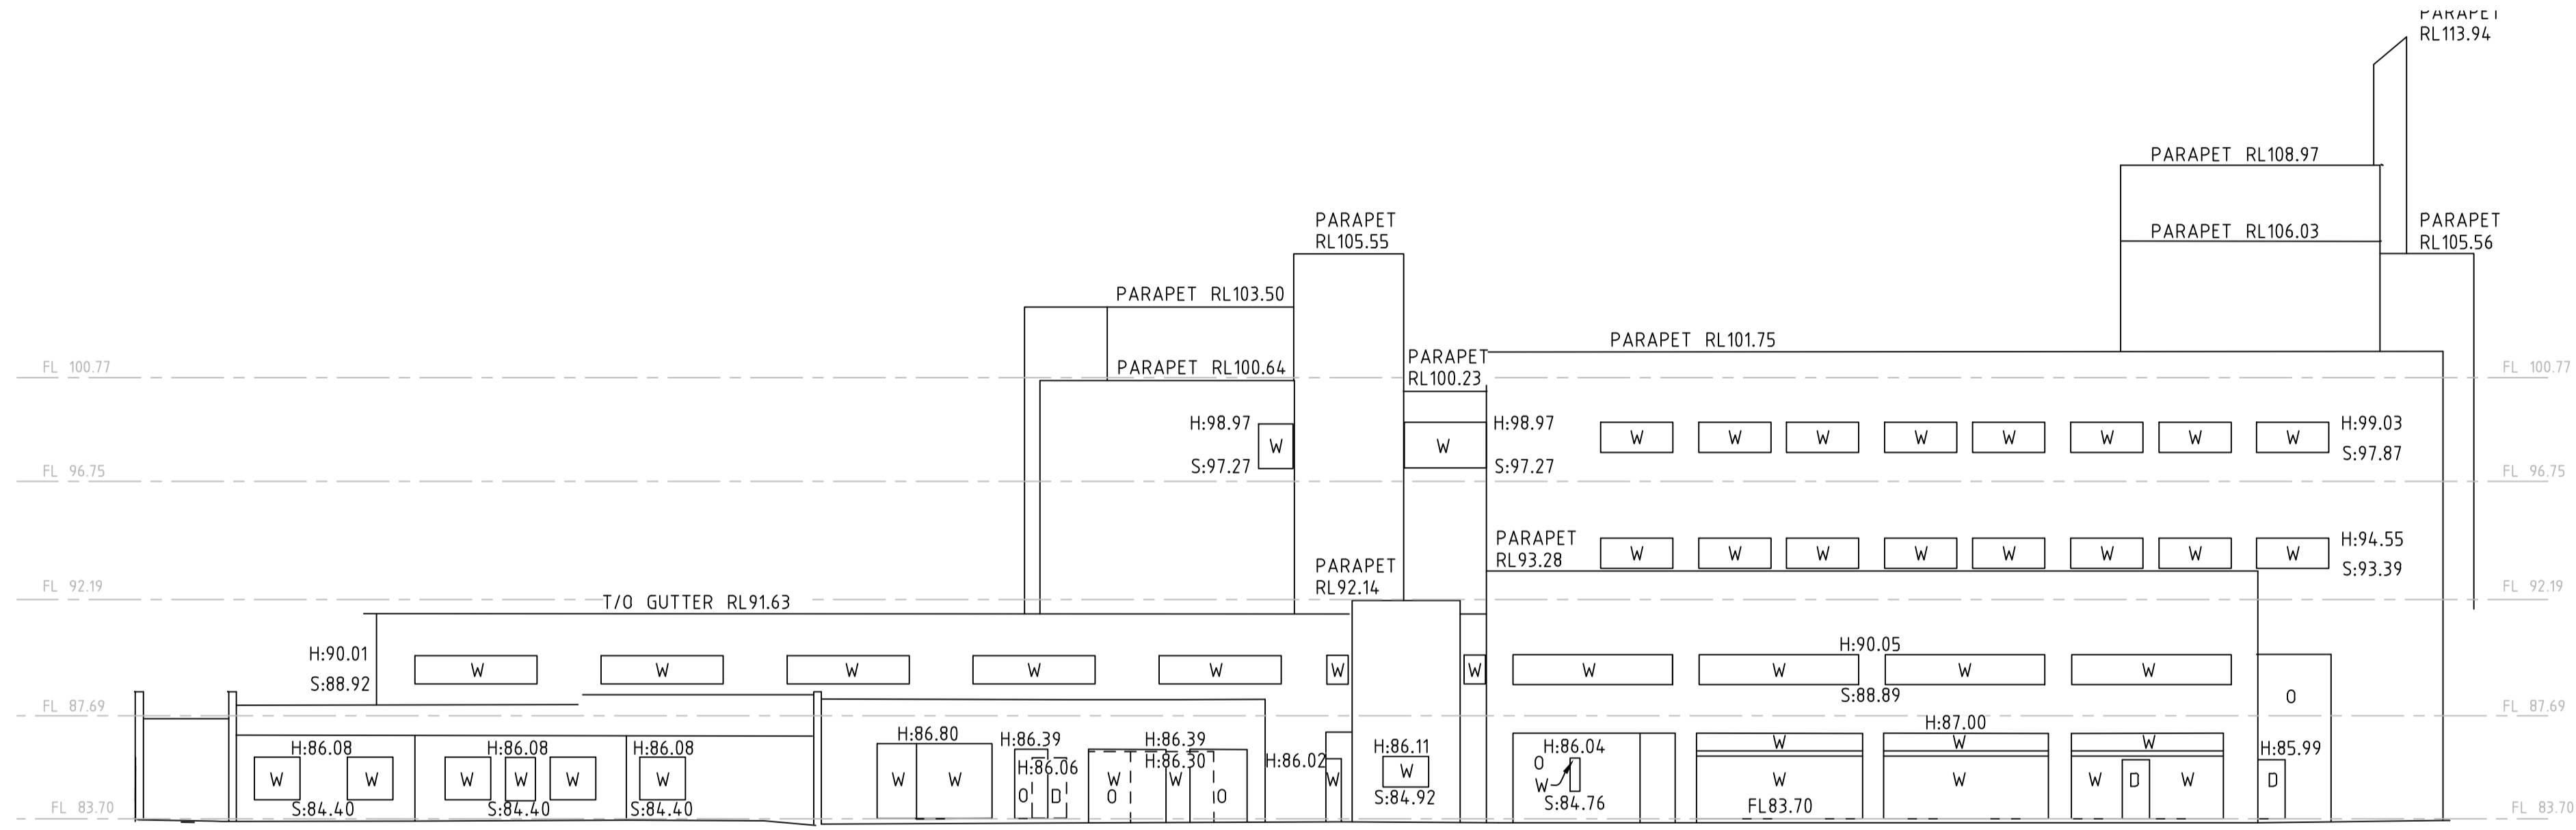 PARAPET
RL113.94
PARAPET RL108.97
PARAPET
RL105.55
PARAPET RL106.03
PARAPET
RL105.56
PARAPET RL103.50
PARAPET RL101.75
FL 100.77
PARAPET RL100.64
PARAPET
RL100.23
FL 100.77
H:98.97
W
S:97.27
W
H:98.97
S:97.27
W
W
W
W
W
W
W
W
H:99.03
S:97.87
FL 96.75
FL 96.75
PARAPET
RL93.28
W
W
W
W
W
W
W
W
H:94.55
S:93.39
PARAPET
RL92.14
FL 92.19
FL 92.19
T/O GUTTER RL91.63
H:90.01
S:88.92
W
W
W
W
W
W
W
W
W
H:90.05
S:88.89
W
W
O
FL 87.69
FL 87.69
H:86.08
W
W
S:84.40
H:86.08
W
W
W
S:84.40
H:86.08
W
S:84.40
H:86.80
W
W
H:86.39
H:86.06
O
D
H:86.39
H:86.30
W
W
O
O
H:86.02
W
H:86.11
W
S:84.92
H:86.04
O
W
S:84.76
H:87.00
W
W
W
W
W
W
D
W
FL83.70
H:85.99
D
FL 83.70
FL 83.70